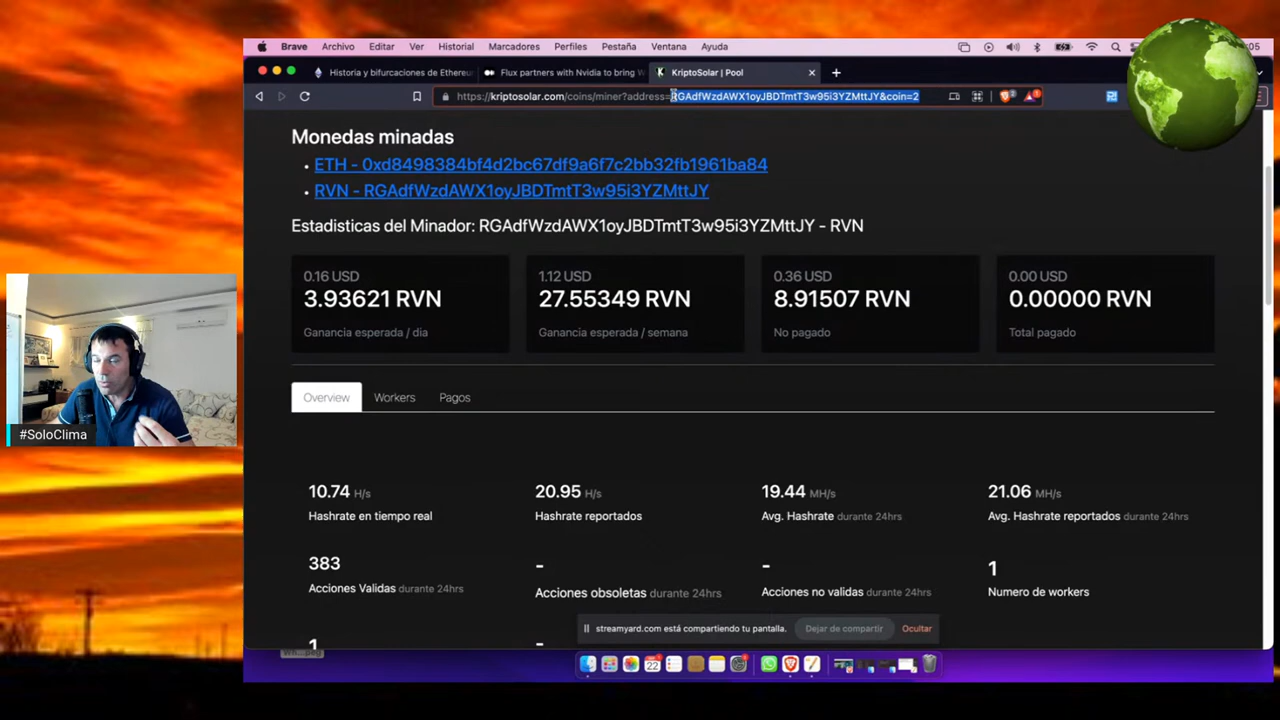 Brave Archivo Editar Ver Historial Marcadores Perfiles Pestaña Ventana Ayuda
Historia y bifurcaciones de Ethereu
Flux partners with Nvidia to bring W
KriptoSolar | Pool
https://kriptosolar.com/coins/miner?address=RGAdfWzdAWX1oyJBDTmtT3w95i3YZMttJY&coin=2
Monedas minadas
ETH - 0xd8498384bf4d2bc67df9a6f7c2bb32fb1961ba84
RVN - RGAdfWzdAWX1oyJBDTmtT3w95i3YZMttJY
Estadisticas del Minador: RGAdfWzdAWX1oyJBDTmtT3w95i3YZMttJY - RVN
0.16 USD
3.93621 RVN
Ganancia esperada / dia
1.12 USD
27.55349 RVN
Ganancia esperada / semana
0.36 USD
8.91507 RVN
No pagado
0.00 USD
0.00000 RVN
Total pagado
Overview Workers Pagos
10.74 H/s
Hashrate en tiempo real
20.95 H/s
Hashrate reportados
19.44 MH/s
Avg. Hashrate durante 24hrs
21.06 MH/s
Avg. Hashrate reportados durante 24hrs
383
Acciones Validas durante 24hrs
-
Acciones obsoletas durante 24hrs
-
Acciones no validas durante 24hrs
1
Numero de workers
1
-
streamyard.com está compartiendo tu pantalla. Dejar de compartir Ocultar
22
#SoloClima